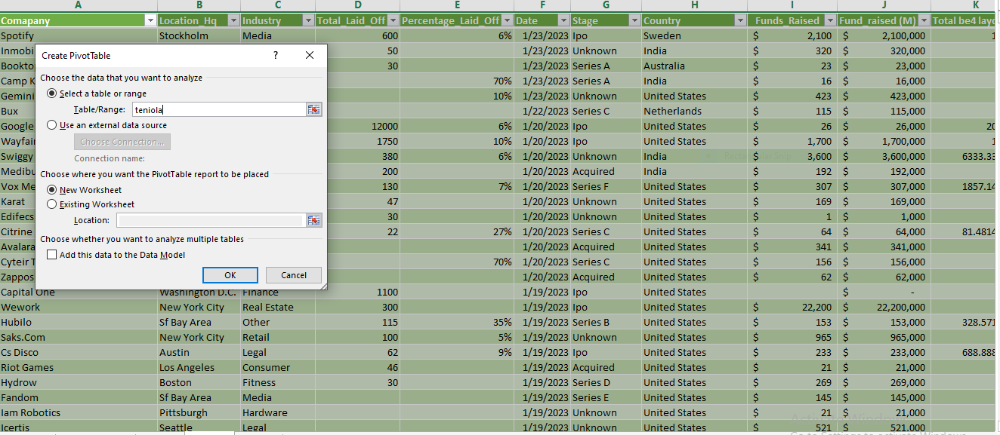 A B C D E F G H I J K
Comapany Location_Hq Industry Total_Laid_Off Percentage_Laid_Off Date Stage Country Funds_Raised Fund_raised (M) Total be4 layo
Spotify Stockholm Media 600 6% 1/23/2023 Ipo Sweden $ 2,100 $ 2,100,000 1
Inmobi 50 1/23/2023 Unknown India $ 320 $ 320,000
Bookto 30 1/23/2023 Series A Australia $ 23 $ 23,000
Camp K 70% 1/23/2023 Series A India $ 16 $ 16,000
Gemini 10% 1/23/2023 Unknown United States $ 423 $ 423,000
Bux 1/22/2023 Series C Netherlands $ 115 $ 115,000
Google 12000 6% 1/20/2023 Ipo United States $ 26 $ 26,000 20
Wayfair 1750 10% 1/20/2023 Ipo United States $ 1,700 $ 1,700,000 1
Swiggy 380 6% 1/20/2023 Unknown India $ 3,600 $ 3,600,000 6333.33
Medibu 200 1/20/2023 Acquired India $ 192 $ 192,000
Vox Me 130 7% 1/20/2023 Series F United States $ 307 $ 307,000 1857.14
Karat 47 1/20/2023 Unknown United States $ 169 $ 169,000
Edifecs 30 1/20/2023 Unknown United States $ 1 $ 1,000
Citrine 22 27% 1/20/2023 Series C United States $ 64 $ 64,000 81.4814
Avalara 1/20/2023 Acquired United States $ 341 $ 341,000
Cyteir T 70% 1/20/2023 Series C United States $ 156 $ 156,000
Zappos 1/20/2023 Acquired United States $ 62 $ 62,000
Capital One Washington D.C. Finance 1100 1/19/2023 Ipo United States $ -
Wework New York City Real Estate 300 1/19/2023 Ipo United States $ 22,200 $ 22,200,000
Hubilo Sf Bay Area Other 115 35% 1/19/2023 Series B United States $ 153 $ 153,000 328.571
Saks.Com New York City Retail 100 5% 1/19/2023 Unknown United States $ 965 $ 965,000
Cs Disco Austin Legal 62 9% 1/19/2023 Ipo United States $ 233 $ 233,000 688.888
Riot Games Los Angeles Consumer 46 1/19/2023 Acquired United States $ 21 $ 21,000
Hydrow Boston Fitness 30 1/19/2023 Series D United States $ 269 $ 269,000
Fandom Sf Bay Area Media 1/19/2023 Series E United States $ 145 $ 145,000
Iam Robotics Pittsburgh Hardware 1/19/2023 Unknown United States $ 21 $ 21,000
Icertis Seattle Legal 1/19/2023 Unknown United States $ 521 $ 521,000
Create PivotTable ?
Choose the data that you want to analyze
Select a table or range
Table/Range: teniola
Use an external data source
Choose Connection...
Connection name:
Choose where you want the PivotTable report to be placed
New Worksheet
Existing Worksheet
Location:
Choose whether you want to analyze multiple tables
Add this data to the Data Model
OK Cancel
Activate Windows
Go to Settings to activate Windows.